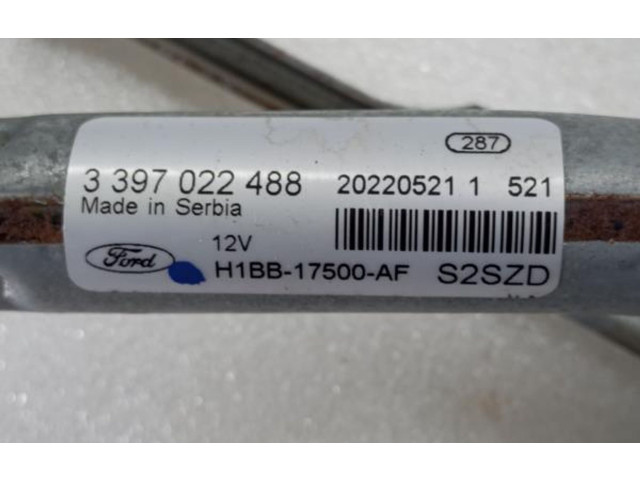 287
3 397 022 488 20220521 1 521
Made in Serbia
12V
Ford H1BB-17500-AF S2SZD